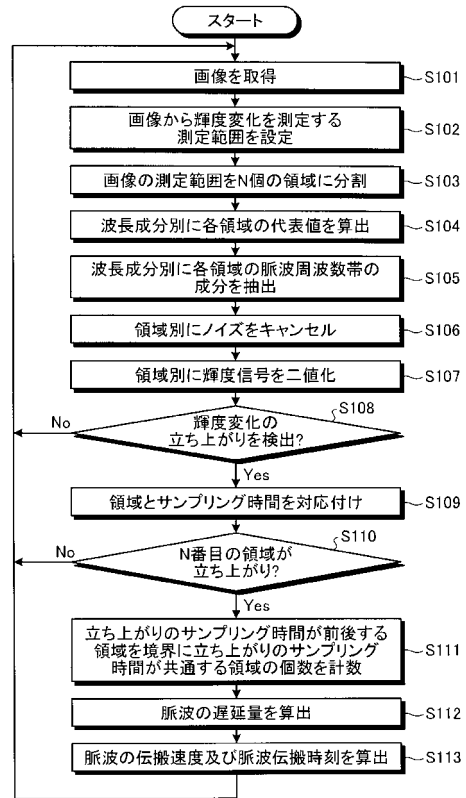 スタート
画像を取得
S101
画像から輝度変化を測定する
測定範囲を設定
S102
画像の測定範囲をN個の領域に分割
S103
波長成分別に各領域の代表値を算出
S104
波長成分別に各領域の脈波周波数帯の
成分を抽出
S105
領域別にノイズをキャンセル
S106
領域別に輝度信号を二値化
S107
S108
輝度変化の
立ち上がりを検出?
No
Yes
領域とサンプリング時間を対応付け
S109
S110
N番目の領域が
立ち上がり?
No
Yes
立ち上がりのサンプリング時間が前後する
領域を境界に立ち上がりのサンプリング
時間が共通する領域の個数を計数
S111
脈波の遅延量を算出
S112
脈波の伝搬速度及び脈波伝搬時刻を算出
S113